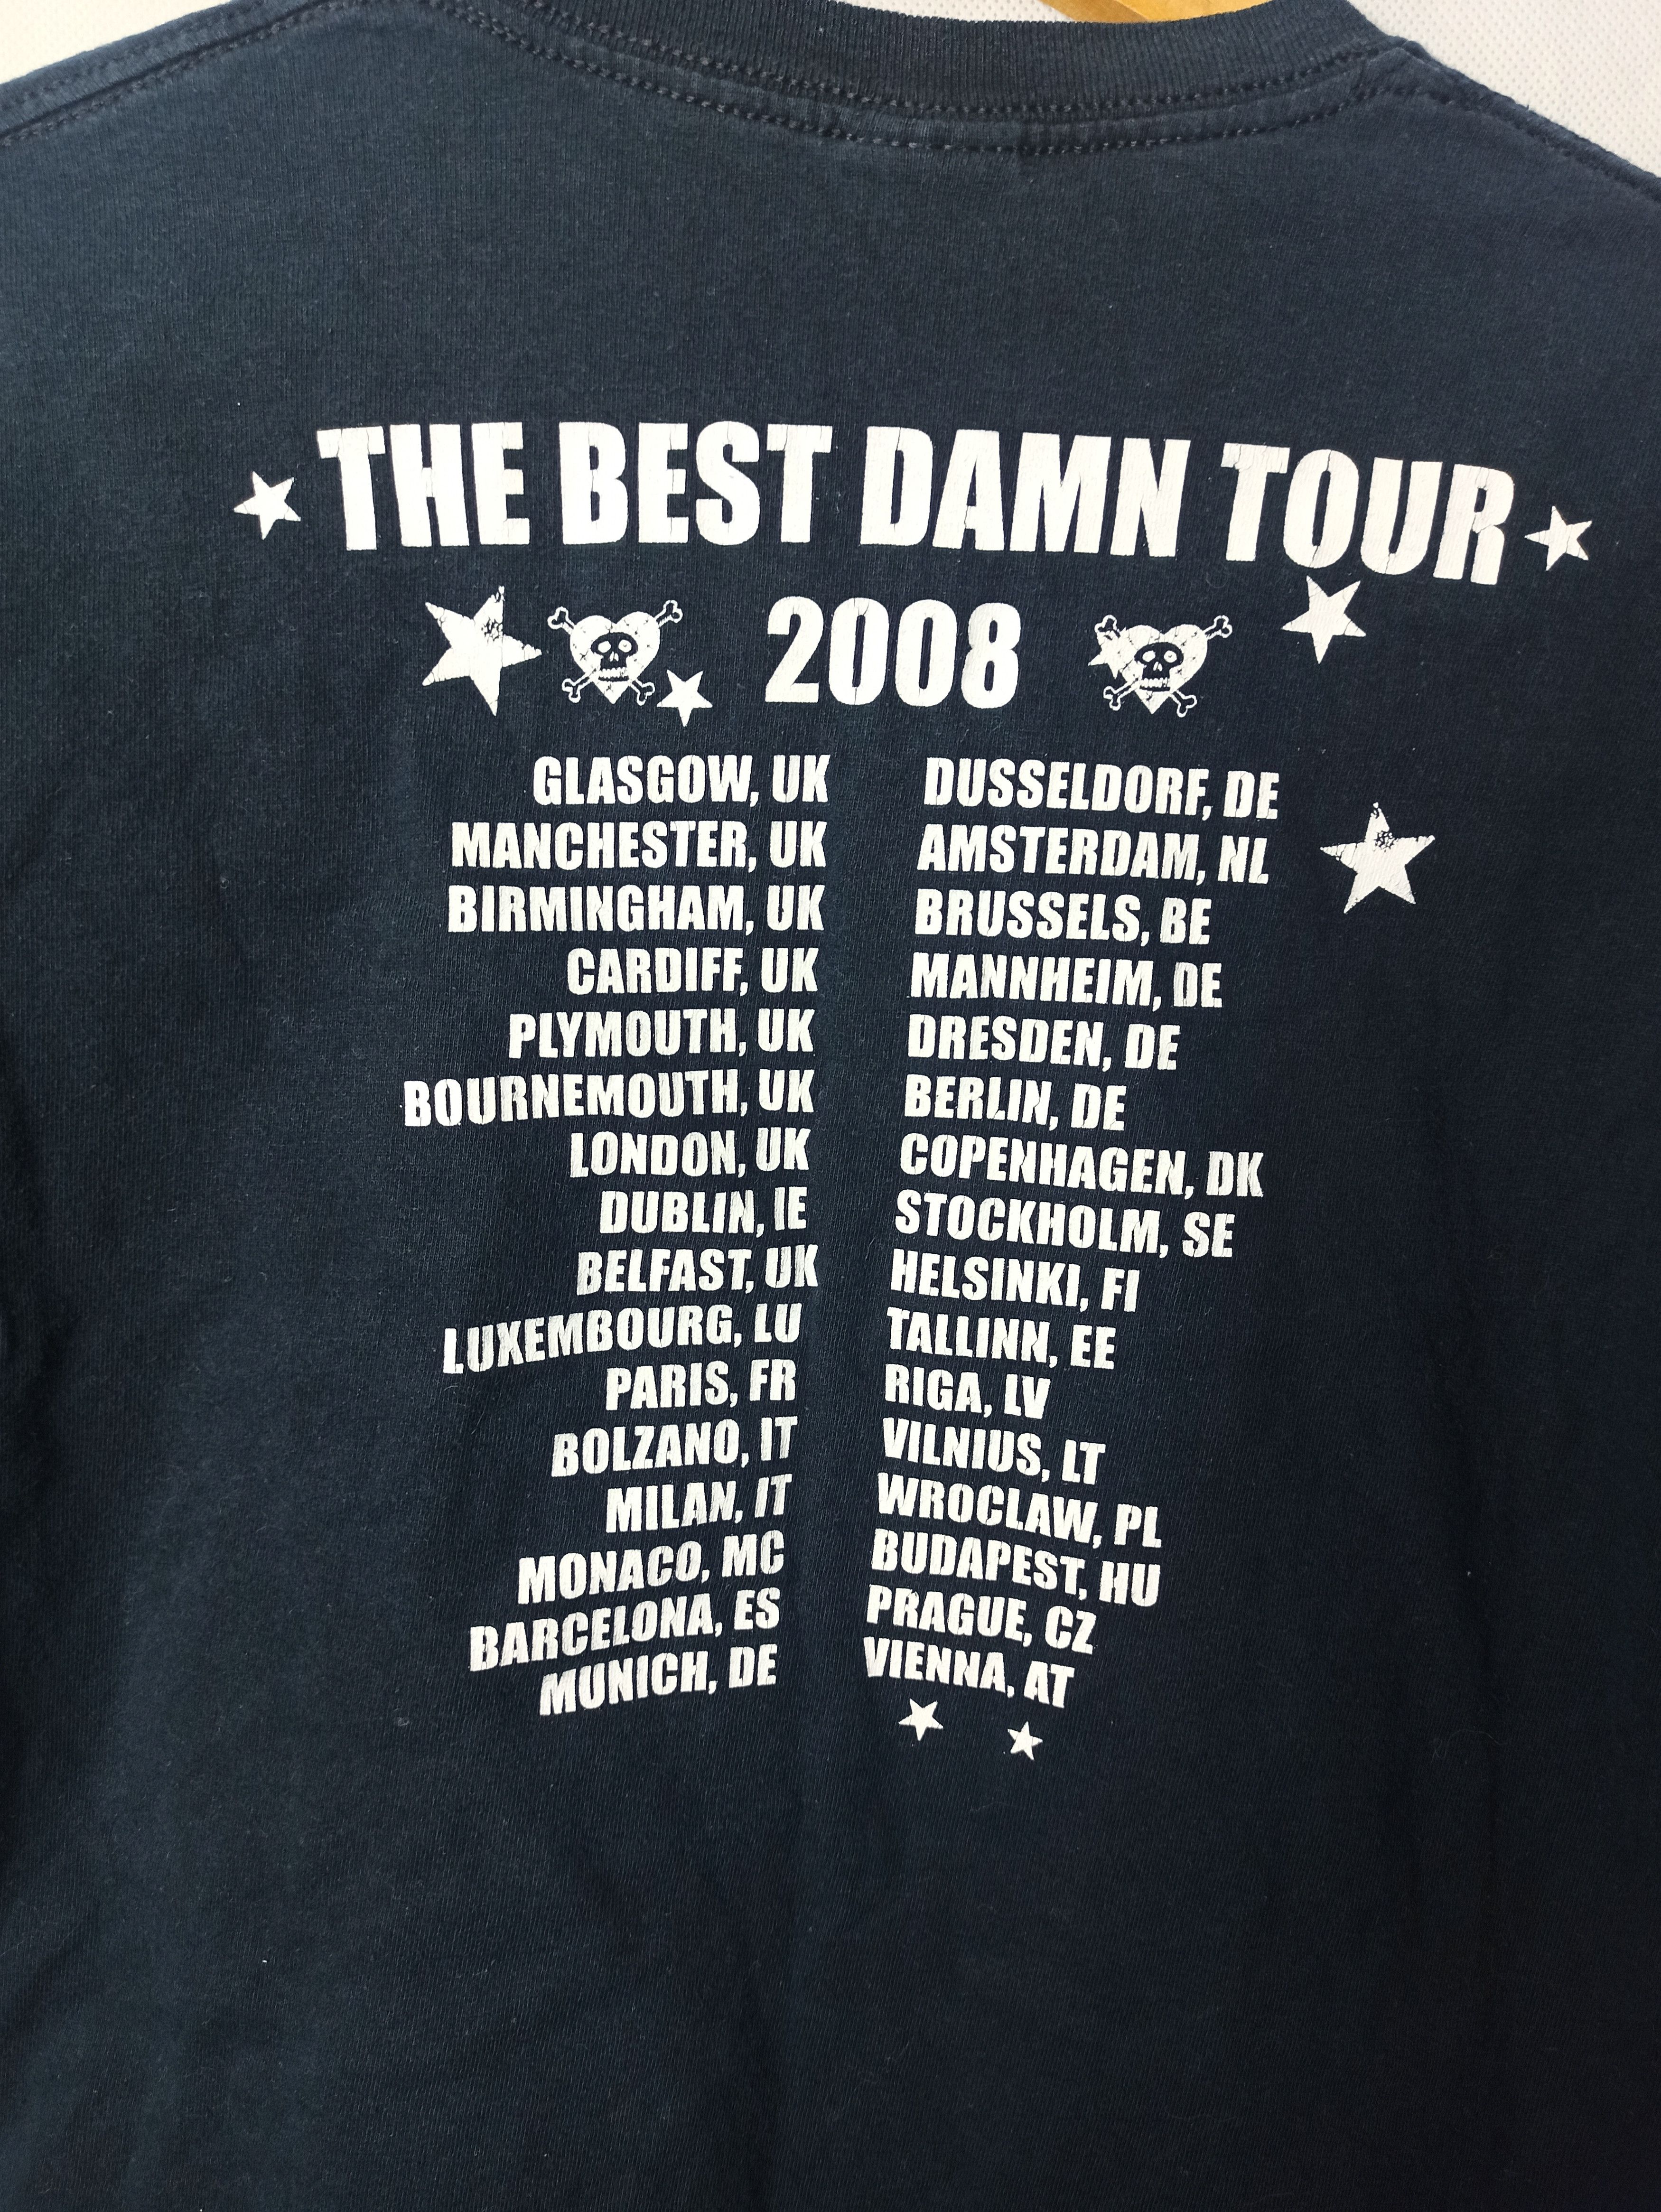 THE BEST DAMN TOUR
2008
GLASGOW, UK
MANCHESTER, UK
BIRMINGHAM, UK
CARDIFF, UK
PLYMOUTH, UK
BOURNEMOUTH, UK
LONDON, UK
DUBLIN, IE
BELFAST, UK
LUXEMBOURG, LU
PARIS, FR
BOLZANO, IT
MILAN, IT
MONACO, MC
BARCELONA, ES
MUNICH, DE
DUSSELDORF, DE
AMSTERDAM, NL
BRUSSELS, BE
MANNHEIM, DE
DRESDEN, DE
BERLIN, DE
COPENHAGEN, DK
STOCKHOLM, SE
HELSINKI, FI
TALLINN, EE
RIGA, LV
VILNIUS, LT
WROCLAW, PL
BUDAPEST, HU
PRAGUE, CZ
VIENNA, AT